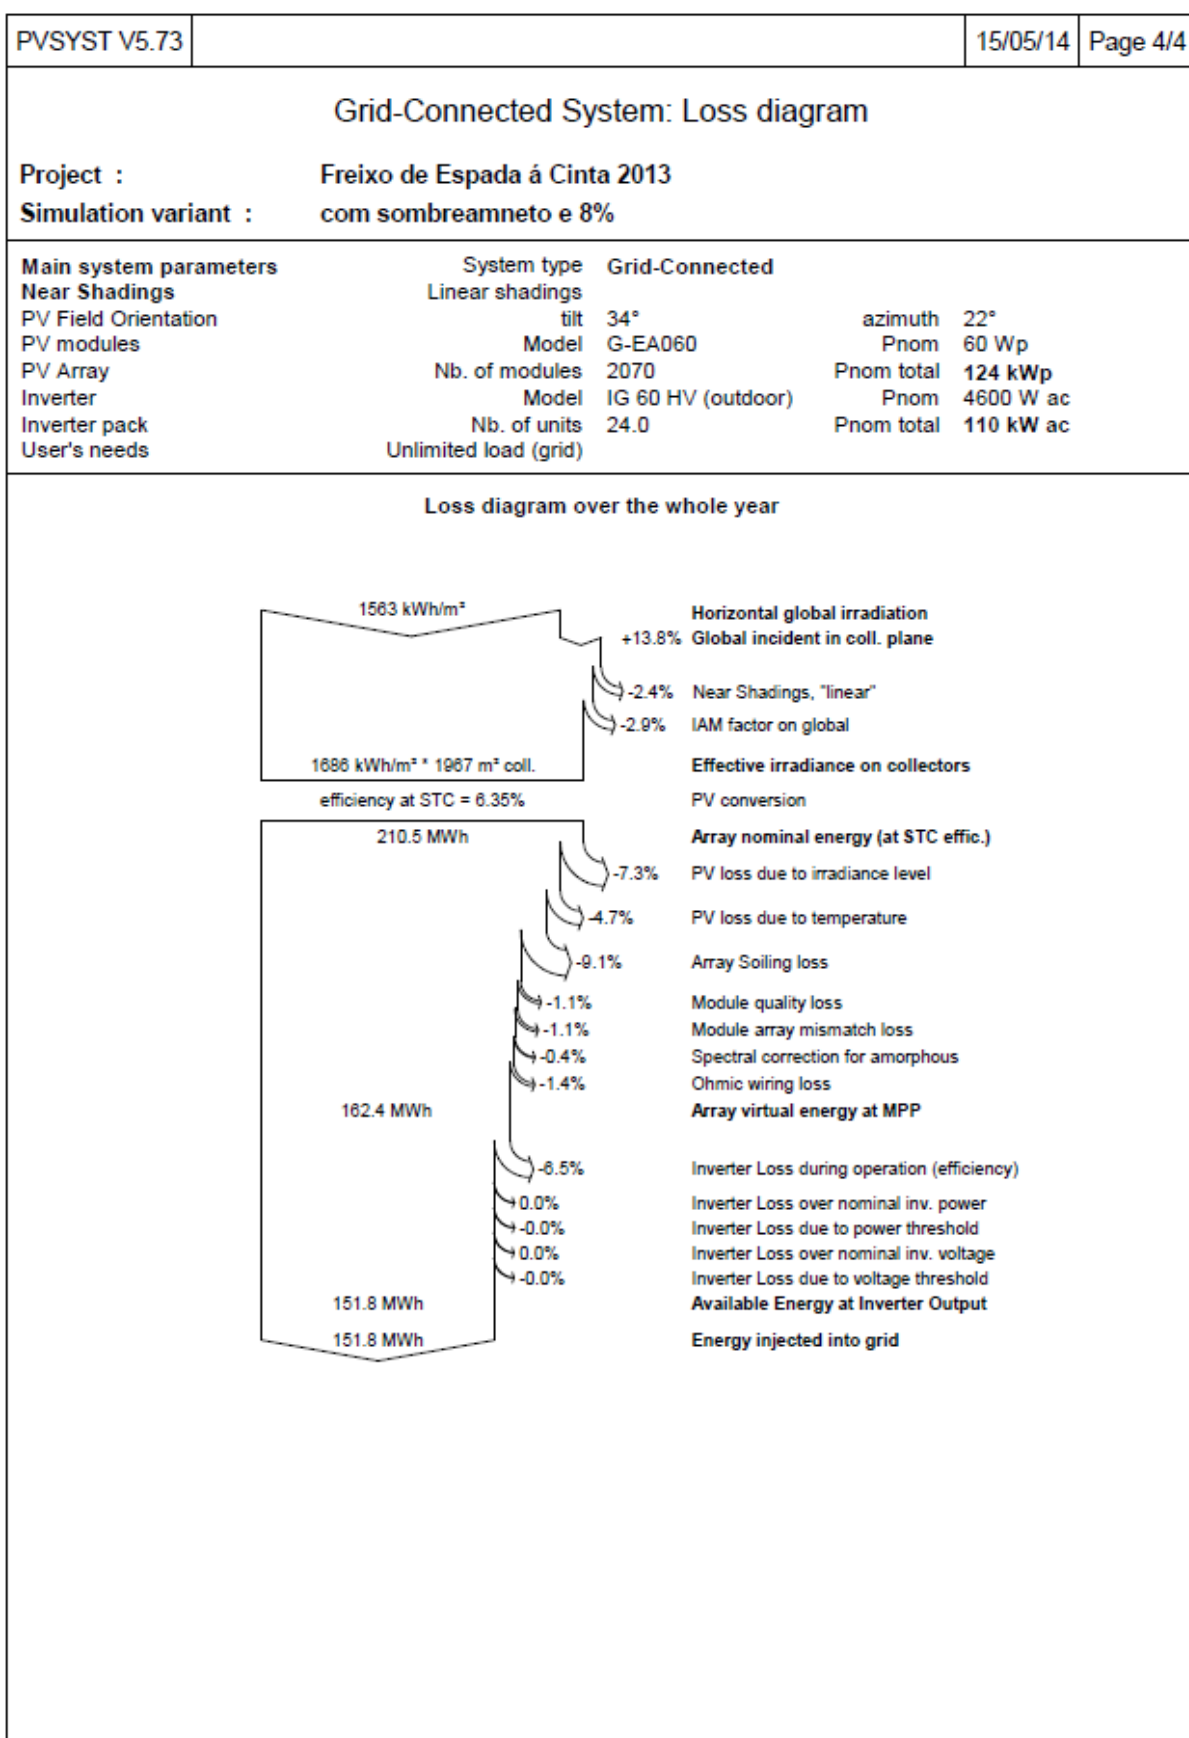 PVSYST V5.73 15/05/14 Page 4/4
Grid-Connected System: Loss diagram
Project : Freixo de Espada á Cinta 2013
Simulation variant : com sombreamneto e 8%
Main system parameters System type Grid-Connected
Near Shadings Linear shadings
PV Field Orientation tilt 34° azimuth 22°
PV modules Model G-EA060 Pnom 60 Wp
PV Array Nb. of modules 2070 Pnom total 124 kWp
Inverter Model IG 60 HV (outdoor) Pnom 4600 W ac
Inverter pack Nb. of units 24.0 Pnom total 110 kW ac
User's needs Unlimited load (grid)
Loss diagram over the whole year
1563 kWh/m² Horizontal global irradiation
+13.8% Global incident in coll. plane
-2.4% Near Shadings, "linear"
-2.9% IAM factor on global
1686 kWh/m² * 1967 m² coll. Effective irradiance on collectors
efficiency at STC = 6.35% PV conversion
210.5 MWh Array nominal energy (at STC effic.)
-7.3% PV loss due to irradiance level
-4.7% PV loss due to temperature
-9.1% Array Soiling loss
-1.1% Module quality loss
-1.1% Module array mismatch loss
-0.4% Spectral correction for amorphous
-1.4% Ohmic wiring loss
162.4 MWh Array virtual energy at MPP
-6.5% Inverter Loss during operation (efficiency)
0.0% Inverter Loss over nominal inv. power
-0.0% Inverter Loss due to power threshold
0.0% Inverter Loss over nominal inv. voltage
-0.0% Inverter Loss due to voltage threshold
151.8 MWh Available Energy at Inverter Output
151.8 MWh Energy injected into grid